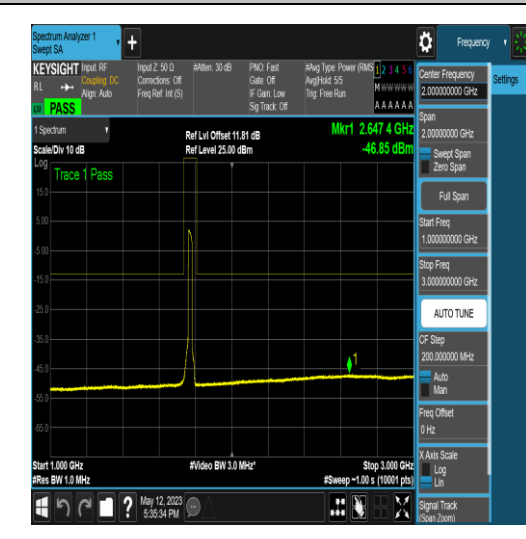 Spectrum Analyzer 1
Swept SA
+
Frequency
KEYSIGHT
Input: RF
Coupling: DC
Align: Auto
Input Z: 50 Ω
Corrections: Off
Freq Ref: Int (S)
#Atten: 30 dB
PNO: Fast
Gate: Off
IF Gain: Low
Sig Track: Off
#Avg Type: Power (RMS
Avg|Hold: 5/5
Trig: Free Run
1 2 3 4 5 6
M W W W W W
A A A A A A
RL
PASS
Settings
Center Frequency
2.000000000 GHz
Span
2.00000000 GHz
Swept Span
Zero Span
Full Span
Start Freq
1.000000000 GHz
Stop Freq
3.000000000 GHz
AUTO TUNE
CF Step
200.000000 MHz
Auto
Man
Freq Offset
0 Hz
X Axis Scale
Log
Lin
Signal Track
(Span Zoom)
1 Spectrum
Scale/Div 10 dB
Ref Lvl Offset 11.81 dB
Ref Level 25.00 dBm
Mkr1 2.647 4 GHz
-46.85 dBm
Log
Trace 1 Pass
15.0
5.00
-5.00
-15.0
-25.0
-35.0
-45.0
-55.0
-65.0
1
Start 1.000 GHz
#Res BW 1.0 MHz
#Video BW 3.0 MHz*
Stop 3.000 GHz
#Sweep ~1.00 s (10001 pts)
?
May 12, 2023
5:35:34 PM